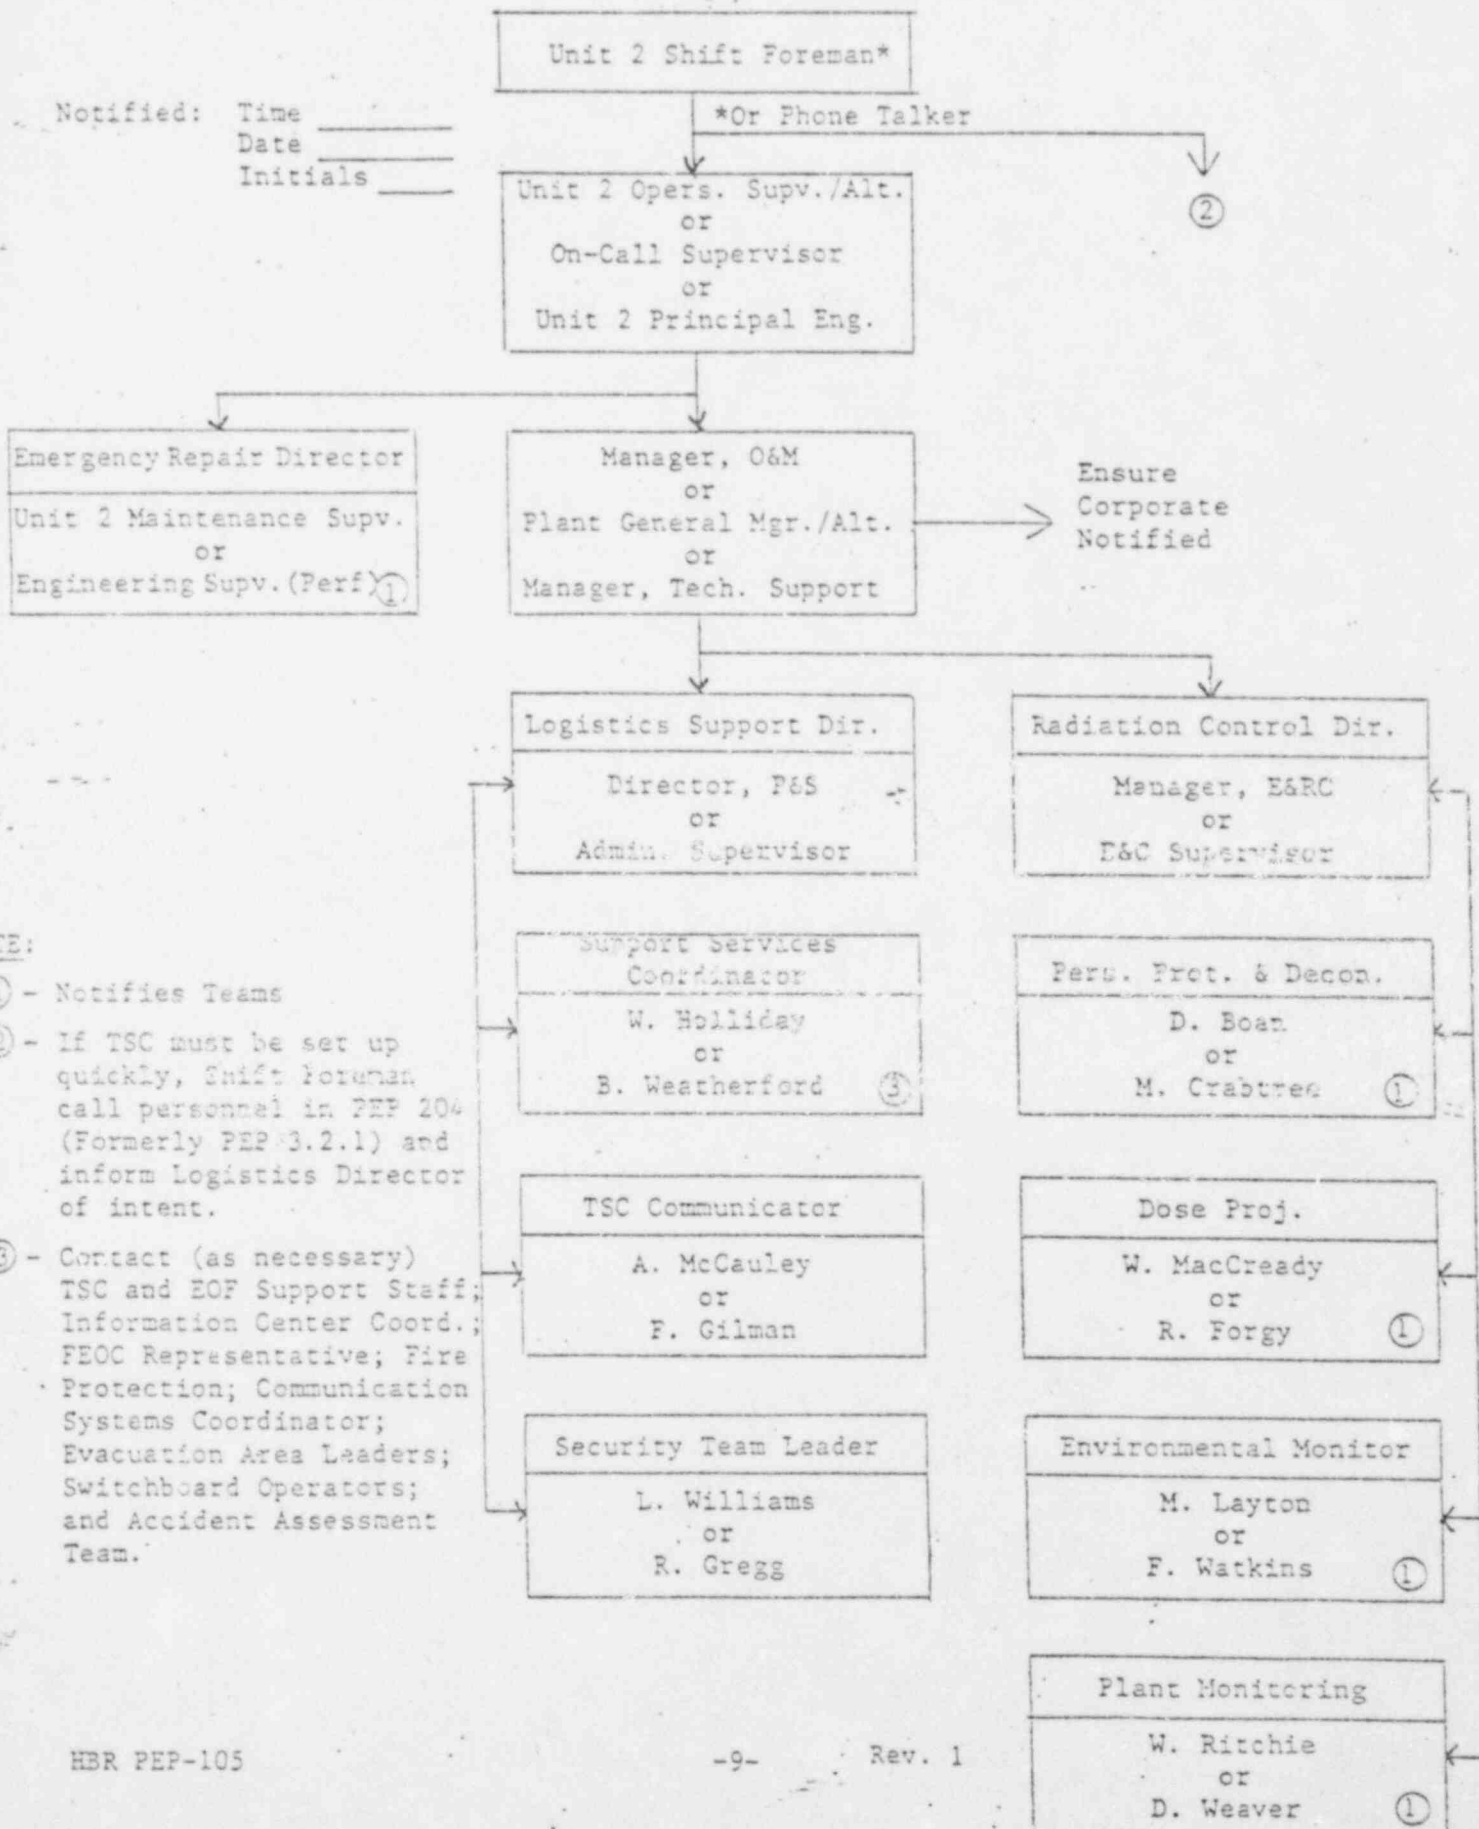 Unit 2 Shift Foreman*
Notified: Time
Date
Initials
*Or Phone Talker
②
Unit 2 Opers. Supv./Alt.
or
On-Call Supervisor
or
Unit 2 Principal Eng.
Emergency Repair Director
Unit 2 Maintenance Supv.
or
Engineering Supv.(Perf) ①
Manager, O&M
or
Plant General Mgr./Alt.
or
Manager, Tech. Support
Ensure
Corporate
Notified
Logistics Support Dir.
Director, P&S
or
Admin. Supervisor
Radiation Control Dir.
Manager, E&RC
or
E&C Supervisor
Support Services
Coordinator
W. Holliday
or
B. Weatherford ③
Pers. Prot. & Decon.
D. Boan
or
M. Crabtree ①
TSC Communicator
A. McCauley
or
F. Gilman
Dose Proj.
W. MacCready
or
R. Forgy ①
Security Team Leader
L. Williams
or
R. Gregg
Environmental Monitor
M. Layton
or
F. Watkins ①
Plant Monitoring
W. Ritchie
or
D. Weaver ①
TE:
① - Notifies Teams
② - If TSC must be set up
quickly, Shift Foreman
call personnel in PEP 204
(Formerly PEP 3.2.1) and
inform Logistics Director
of intent.
③ - Contact (as necessary)
TSC and EOF Support Staff;
Information Center Coord.;
FEOC Representative; Fire
Protection; Communication
Systems Coordinator;
Evacuation Area Leaders;
Switchboard Operators;
and Accident Assessment
Team.
HBR PEP-105
-9-
Rev. 1